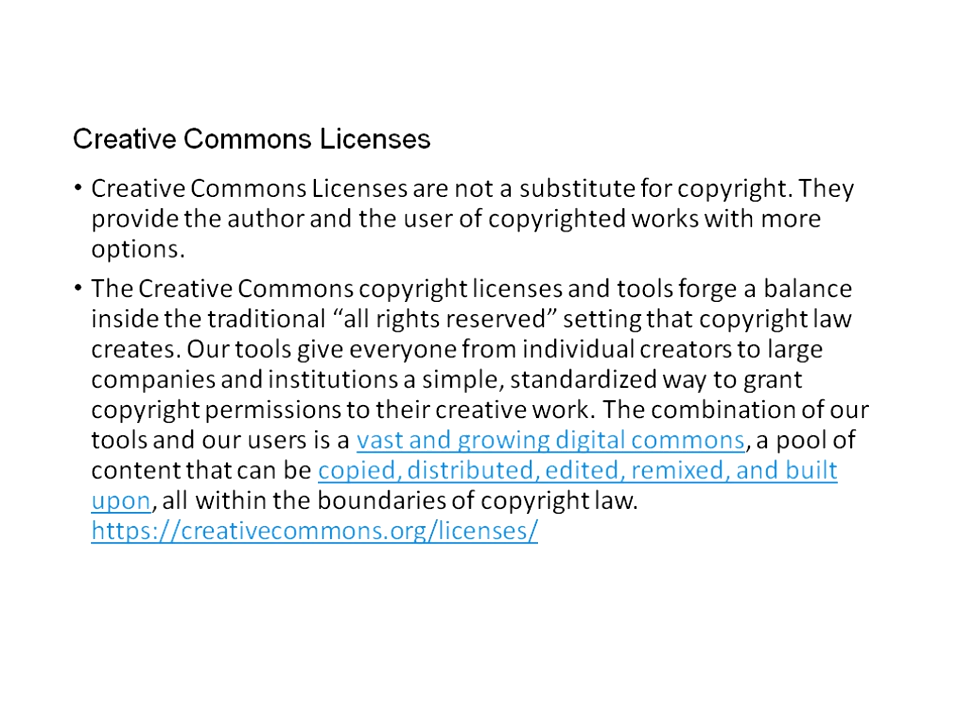 Creative Commons Licenses
• Creative Commons Licenses are not a substitute for copyright. They
provide the author and the user of copyrighted works with more
options.
• The Creative Commons copyright licenses and tools forge a balance
inside the traditional “all rights reserved” setting that copyright law
creates. Our tools give everyone from individual creators to large
companies and institutions a simple, standardized way to grant
copyright permissions to their creative work. The combination of our
tools and our users is a vast and growing digital commons, a pool of
content that can be copied, distributed, edited, remixed, and built
upon, all within the boundaries of copyright law.
https://creativecommons.org/licenses/